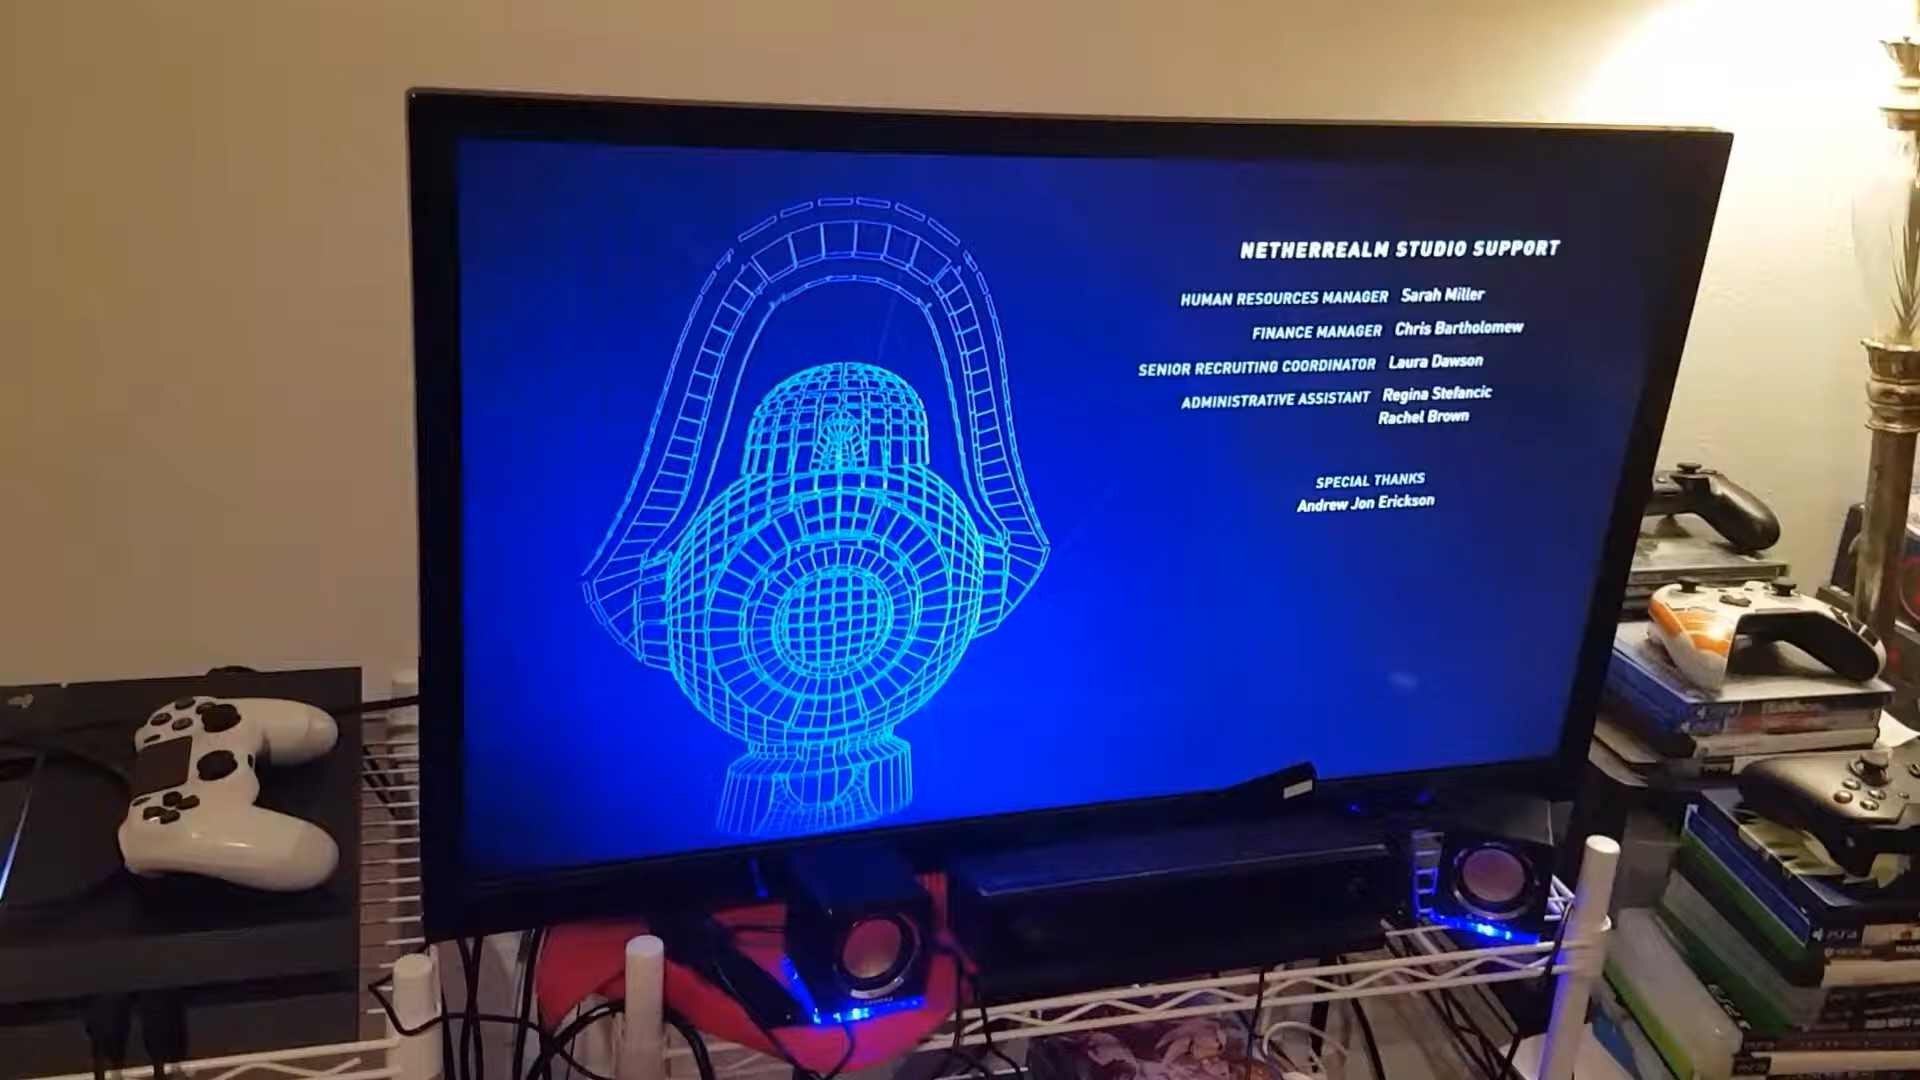 NETHERREALM STUDIO SUPPORT
HUMAN RESOURCES MANAGER Sarah Miller
FINANCE MANAGER Chris Bartholomew
SENIOR RECRUITING COORDINATOR Laura Dawson
ADMINISTRATIVE ASSISTANT Regina Stefancic
Rachel Brown
SPECIAL THANKS
Andrew Jon Erickson
PS4